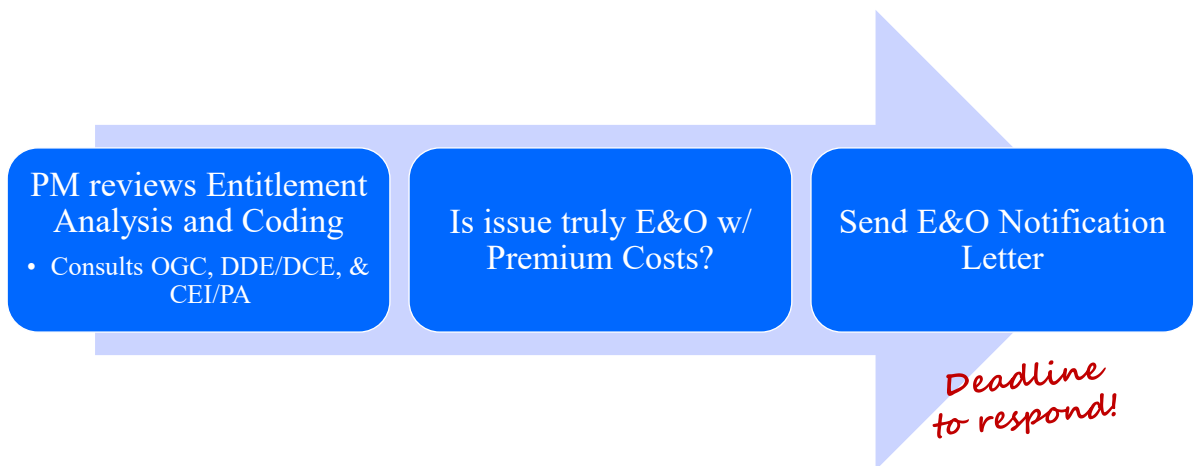 PM reviews Entitlement
Analysis and Coding
• Consults OGC, DDE/DCE, &
CEI/PA
Is issue truly E&O w/
Premium Costs?
Send E&O Notification
Letter
Deadline
to respond!